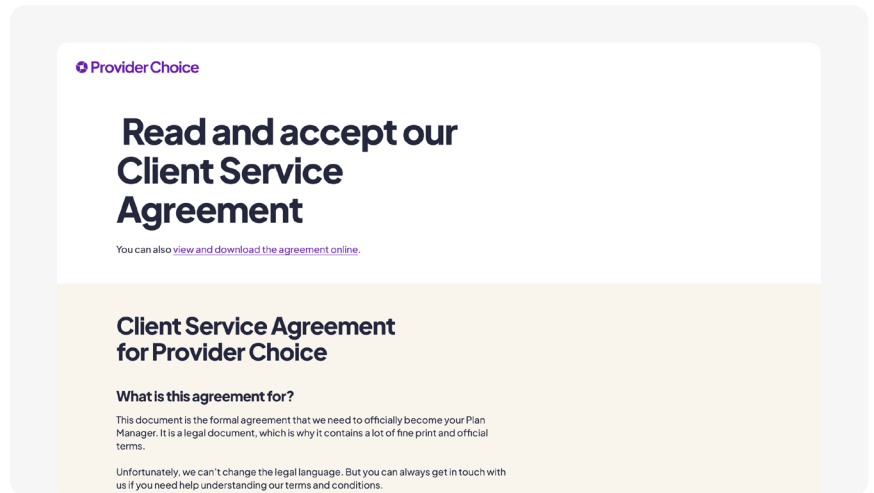 Provider Choice
Read and accept our
Client Service
Agreement
You can also view and download the agreement online.
Client Service Agreement
for Provider Choice
What is this agreement for?
This document is the formal agreement that we need to officially become your Plan
Manager. It is a legal document, which is why it contains a lot of fine print and official
terms.
Unfortunately, we can't change the legal language. But you can always get in touch with
us if you need help understanding our terms and conditions.